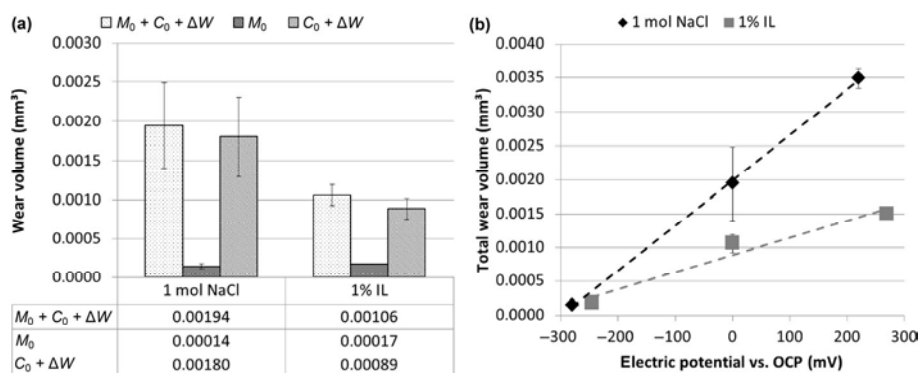 (a)
M₀ + C₀ + ΔW M₀ C₀ + ΔW
Wear volume (mm³)
0.0030
0.0025
0.0020
0.0015
0.0010
0.0005
0.0000
1 mol NaCl 1% IL
M₀ + C₀ + ΔW 0.00194 0.00106
M₀ 0.00014 0.00017
C₀ + ΔW 0.00180 0.00089
(b)
1 mol NaCl 1% IL
Total wear volume (mm³)
0.0040
0.0035
0.0030
0.0025
0.0020
0.0015
0.0010
0.0005
0.0000
−300 −200 −100 0 100 200 300
Electric potential vs. OCP (mV)